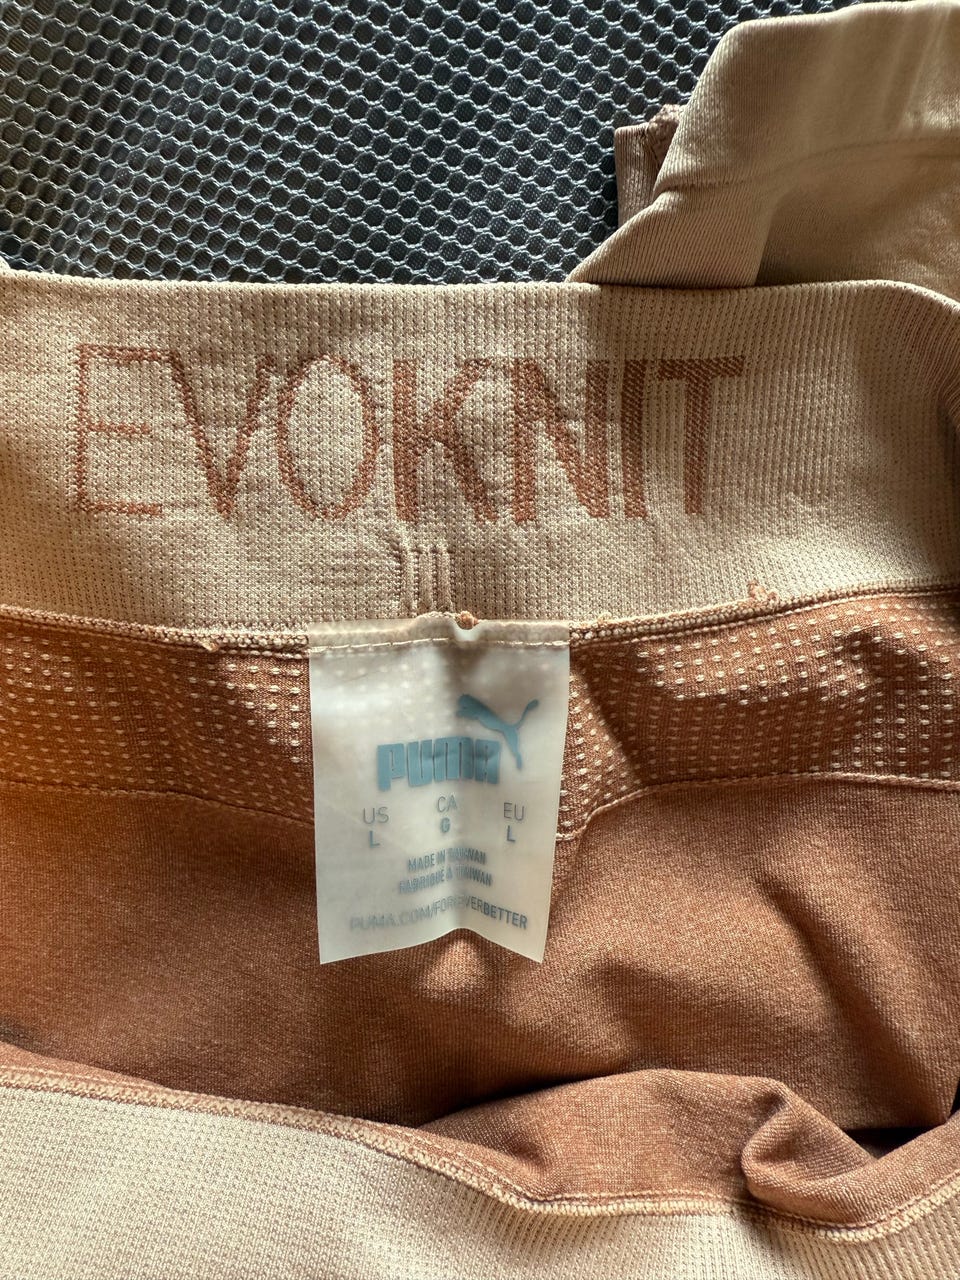 EVOKNIT
PUMA
US CA EU
L G L
MADE IN TAIWAN
FABRIQUÉ À TAIWAN
PUMA.COM/FOREVERBETTER